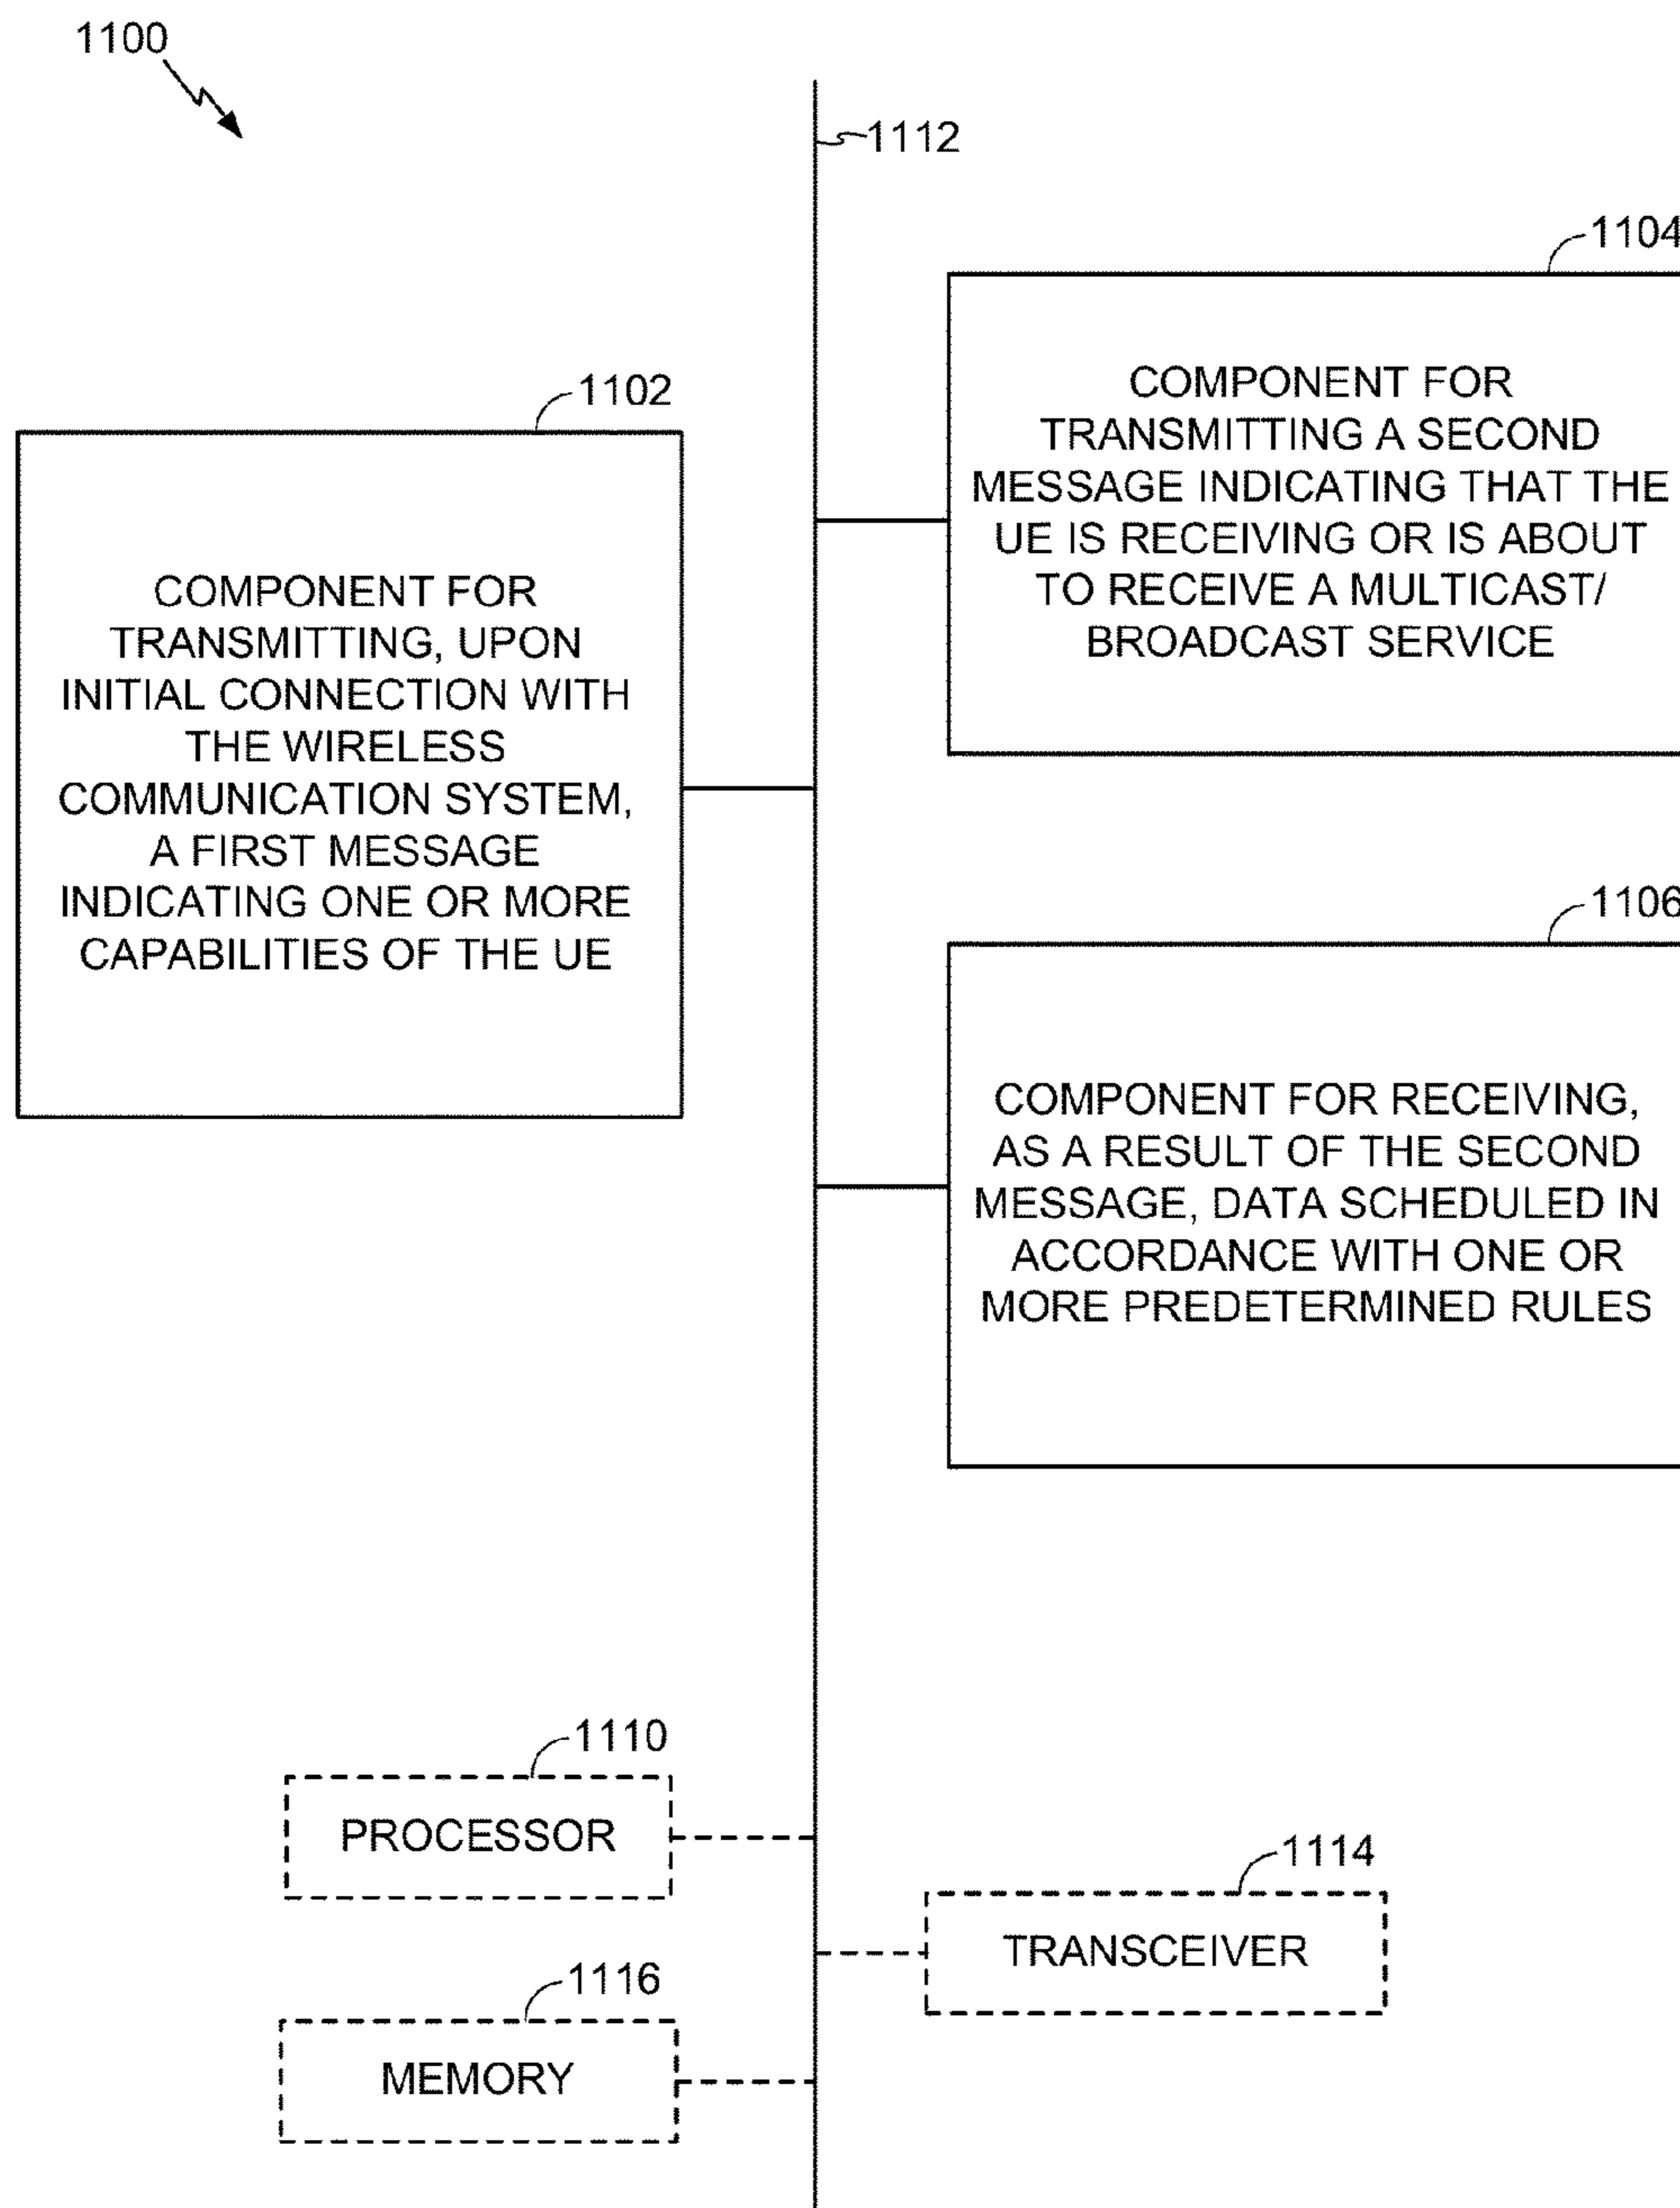 1100
1112
1104
COMPONENT FOR
TRANSMITTING A SECOND
MESSAGE INDICATING THAT THE
UE IS RECEIVING OR IS ABOUT
TO RECEIVE A MULTICAST/
BROADCAST SERVICE
1102
COMPONENT FOR
TRANSMITTING, UPON
INITIAL CONNECTION WITH
THE WIRELESS
COMMUNICATION SYSTEM,
A FIRST MESSAGE
INDICATING ONE OR MORE
CAPABILITIES OF THE UE
1106
COMPONENT FOR RECEIVING,
AS A RESULT OF THE SECOND
MESSAGE, DATA SCHEDULED IN
ACCORDANCE WITH ONE OR
MORE PREDETERMINED RULES
1110
PROCESSOR
1114
TRANSCEIVER
1116
MEMORY